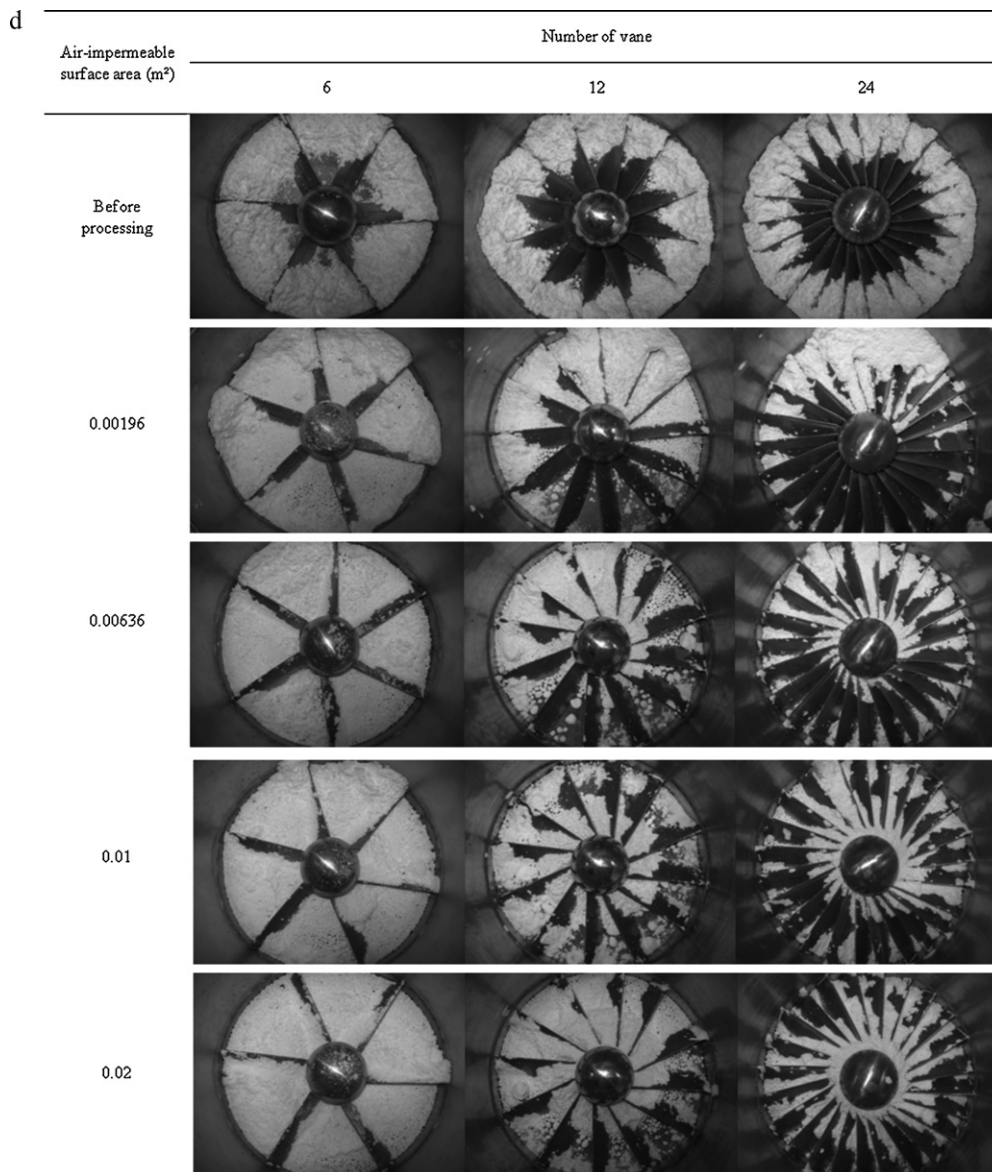 d
Air-impermeable
surface area (m²)
Number of vane
6
12
24
Before
processing
0.00196
0.00636
0.01
0.02